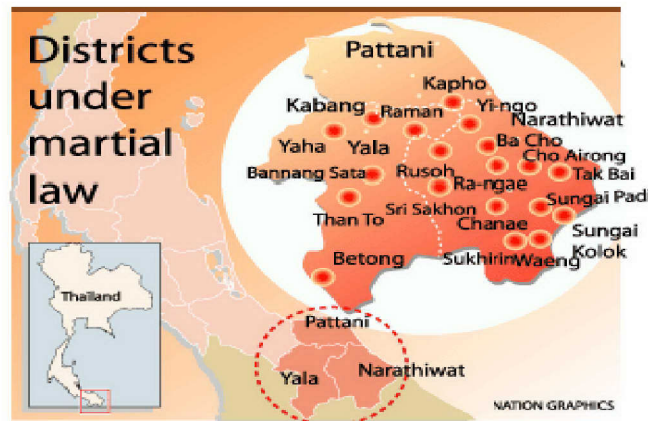 Districts
under
martial
law
Pattani
Kapho
Kabang
Raman
Yi-ngo
Narathiwat
Yaha
Yala
Ba Cho
Cho Airong
Bannang Sata
Rusoh
Ra-ngae
Tak Bai
Than To
Sri Sakhon
Sungai Padi
Chanae
Betong
Sukhirin
Waeng
Sungai
Kolok
Thailand
Pattani
Yala
Narathiwat
NATION GRAPHICS